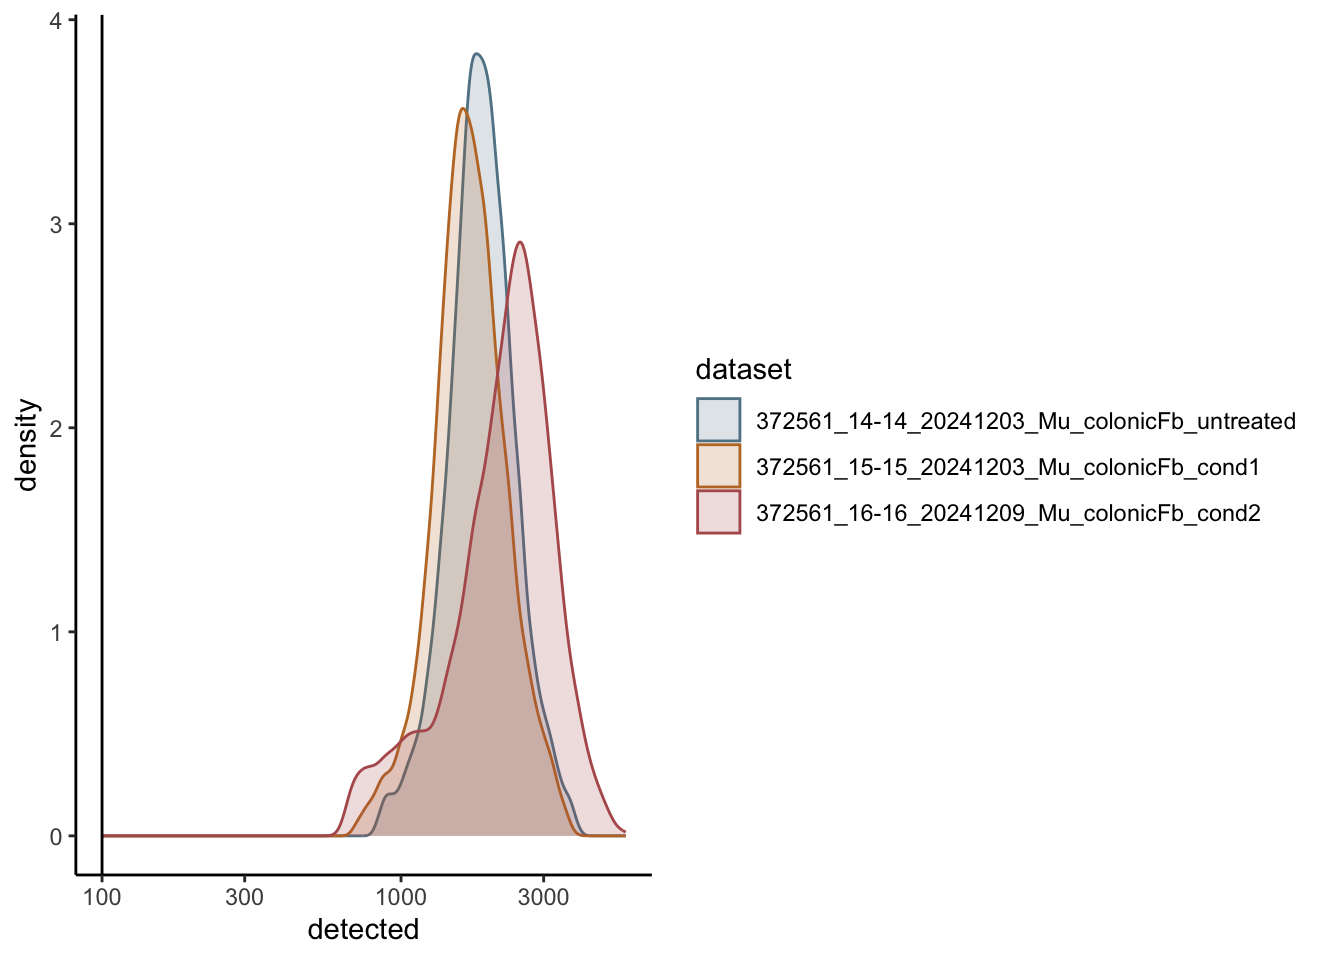 4
3
2
1
0
density
100
300
1000
3000
detected
dataset
372561_14-14_20241203_Mu_colonicFb_untreated
372561_15-15_20241203_Mu_colonicFb_cond1
372561_16-16_20241209_Mu_colonicFb_cond2